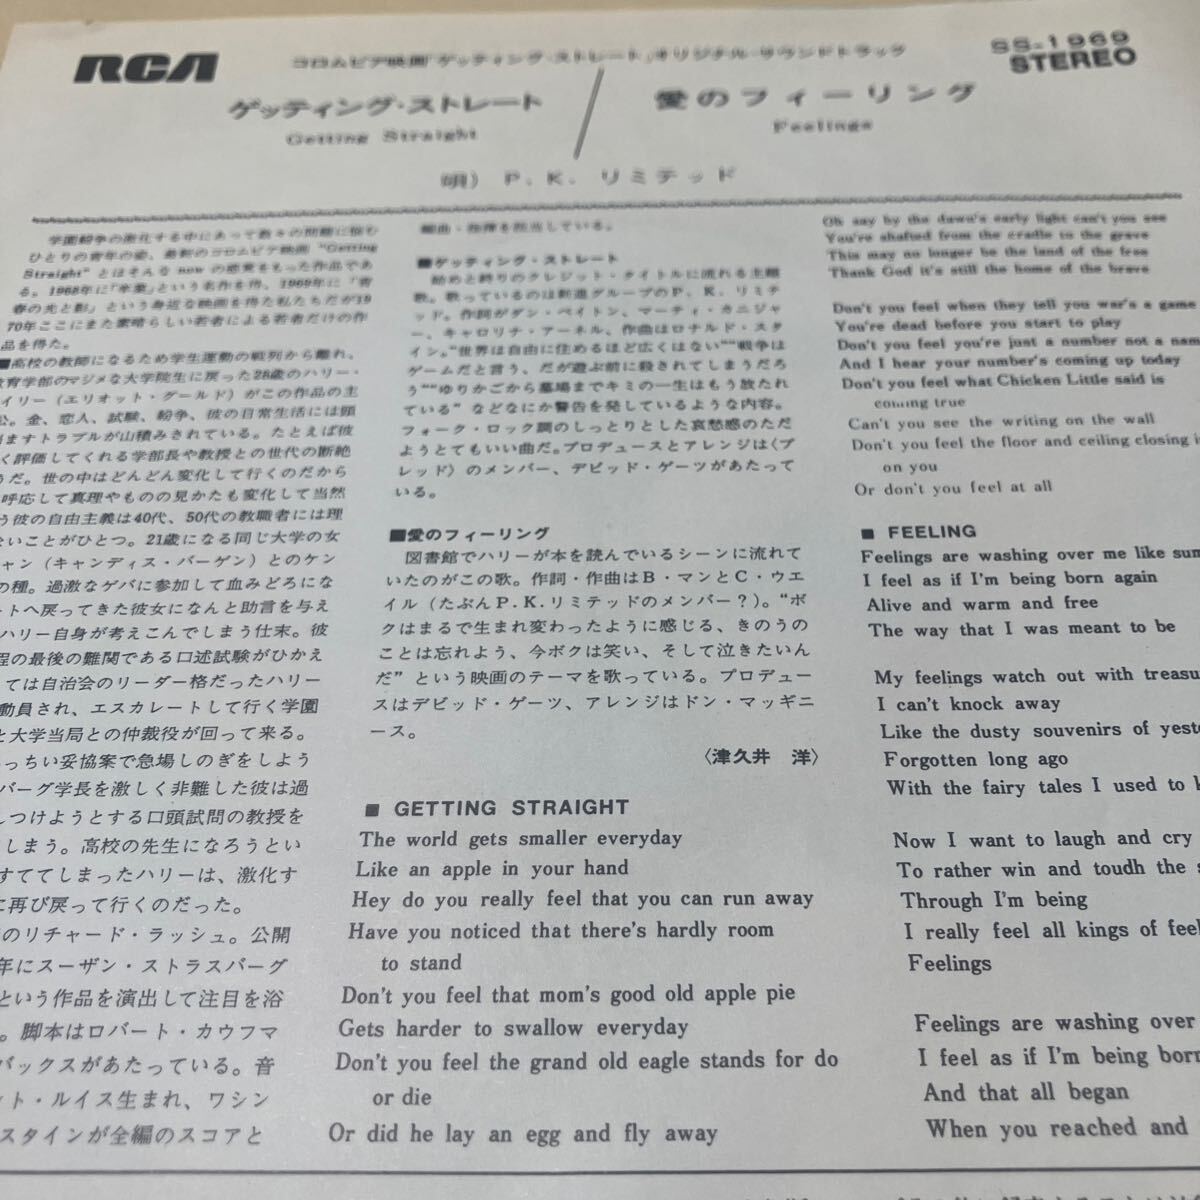 RCA
コロムビア映画「ゲッティング・ストレート」オリジナル・サウンドトラック
SS-1969
STEREO
ゲッティング・ストレート
Getting Straight
愛のフィーリング
Feelings
唄) P. K. リミテッド
学園紛争の激化する中にあって数々の問題に悩む
ひとりの青年の姿、最新のコロムビア映画 “Getting
Straight” とはそんな now の感覚をもった作品であ
る。1968年に「卒業」という名作を得、1969年に「青
春の光と影」という身近な映画を得た私たちだが19
70年ここにまた素晴らしい若者による若者だけの作
品を得た。
■高校の教師になるため学生運動の戦列から離れ、
教育学部のマジメな大学院生に戻った28歳のハリー・
イリー(エリオット・グールド)がこの作品の主
公。金、恋人、試験、紛争、彼の日常生活には頭
ますトラブルが山積みされている。たとえば彼
く評価してくれる学部長や教授との世代の断絶
うだ。世の中はどんどん変化して行くのだから
呼応して真理やものの見かたも変化して当然
う彼の自由主義は40代、50代の教職者には理
ないことがひとつ。21歳になる同じ大学の女
ャン(キャンディス・バーゲン)とのケン
の種。過激なゲバに参加して血みどろにな
ートへ戻ってきた彼女になんと助言を与え
ハリー自身が考えこんでしまう仕末。彼
程の最後の難関である口述試験がひかえ
ては自治会のリーダー格だったハリー
動員され、エスカレートして行く学園
と大学当局との仲裁役が回って来る。
っちい妥協案で急場しのぎをしよう
バーグ学長を激しく非難した彼は過
しつけようとする口頭試問の教授を
しまう。高校の先生になろうとい
すててしまったハリーは、激化す
に再び戻って行くのだった。
のリチャード・ラッシュ。公開
年にスーザン・ストラスバーグ
という作品を演出して注目を浴
。脚本はロバート・カウフマ
バックスがあたっている。音
ット・ルイス生まれ、ワシン
スタインが全編のスコアと
編曲・指揮を担当している。
■ゲッティング・ストレート
始めと終りのクレジット・タイトルに流れる主題
歌。歌っているのは新進グループのP. K. リミテ
ッド。作詞がダン・ペイトン、マーティ・カニジャ
ー、キャロリナ・アーネル、作曲はロナルド・スタ
イン。“世界は自由に住めるほど広くはない”“戦争は
ゲームだと言う、だが遊ぶ前に殺されてしまうだろ
う”“ゆりかごから墓場までキミの一生はもう放たれ
ている” などなにか警告を発しているような内容。
フォーク・ロック調のしっとりとした哀愁感のただ
ようとてもいい曲だ。プロデュースとアレンジは〈ブ
レッド〉のメンバー、デビッド・ゲーツがあたって
いる。
■愛のフィーリング
図書館でハリーが本を読んでいるシーンに流れて
いたのがこの歌。作詞・作曲はB・マンとC・ウエ
イル(たぶんP.K.リミテッドのメンバー?)。“ボ
クはまるで生まれ変わったように感じる、きのうの
ことは忘れよう、今ボクは笑い、そして泣きたいん
だ” という映画のテーマを歌っている。プロデュー
スはデビッド・ゲーツ、アレンジはドン・マッギニ
ース。
〈津久井 洋〉
■ GETTING STRAIGHT
The world gets smaller everyday
Like an apple in your hand
Hey do you really feel that you can run away
Have you noticed that there's hardly room
to stand
Don't you feel that mom's good old apple pie
Gets harder to swallow everyday
Don't you feel the grand old eagle stands for do
or die
Or did he lay an egg and fly away
Oh say by the dawn's early light can't you see
You're shafted from the cradle to the grave
This may no longer be the land of the free
Thank God it's still the home of the brave
Don't you feel when they tell you war's a game
You're dead before you start to play
Don't you feel you're just a number not a nam
And I hear your number's coming up today
Don't you feel what Chicken Little said is
coming true
Can't you see the writing on the wall
Don't you feel the floor and ceiling closing i
on you
Or don't you feel at all
■ FEELING
Feelings are washing over me like sum
I feel as if I'm being born again
Alive and warm and free
The way that I was meant to be
My feelings watch out with treasu
I can't knock away
Like the dusty souvenirs of yest
Forgotten long ago
With the fairy tales I used to k
Now I want to laugh and cry
To rather win and toudh the s
Through I'm being
I really feel all kings of feel
Feelings
Feelings are washing over
I feel as if I'm being born
And that all began
When you reached and